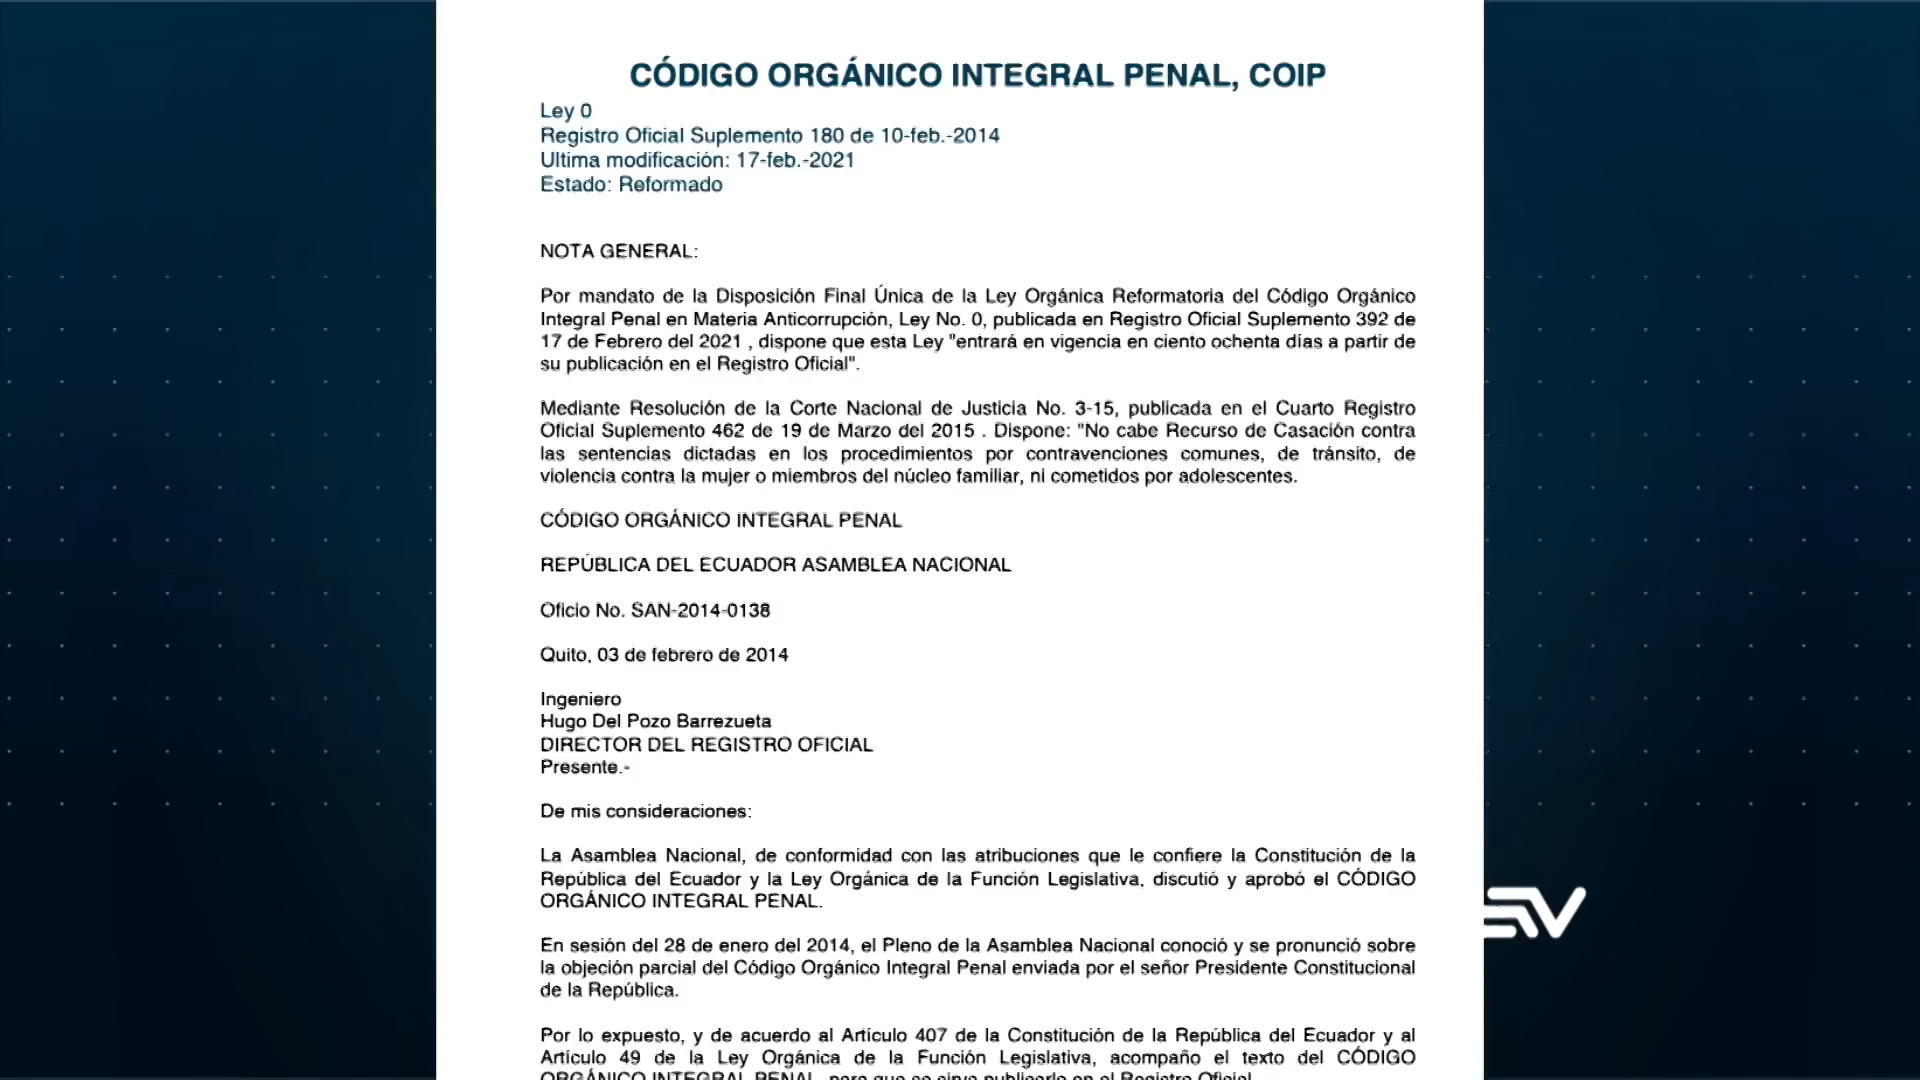 CÓDIGO ORGÁNICO INTEGRAL PENAL, COIP
Ley 0
Registro Oficial Suplemento 180 de 10-feb.-2014
Ultima modificación: 17-feb.-2021
Estado: Reformado
NOTA GENERAL:
Por mandato de la Disposición Final Única de la Ley Orgánica Reformatoria del Código Orgánico
Integral Penal en Materia Anticorrupción, Ley No. 0, publicada en Registro Oficial Suplemento 392 de
17 de Febrero del 2021 , dispone que esta Ley "entrará en vigencia en ciento ochenta días a partir de
su publicación en el Registro Oficial".
Mediante Resolución de la Corte Nacional de Justicia No. 3-15, publicada en el Cuarto Registro
Oficial Suplemento 462 de 19 de Marzo del 2015 . Dispone: "No cabe Recurso de Casación contra
las sentencias dictadas en los procedimientos por contravenciones comunes, de tránsito, de
violencia contra la mujer o miembros del núcleo familiar, ni cometidos por adolescentes.
CÓDIGO ORGÁNICO INTEGRAL PENAL
REPÚBLICA DEL ECUADOR ASAMBLEA NACIONAL
Oficio No. SAN-2014-0138
Quito, 03 de febrero de 2014
Ingeniero
Hugo Del Pozo Barrezueta
DIRECTOR DEL REGISTRO OFICIAL
Presente.-
De mis consideraciones:
La Asamblea Nacional, de conformidad con las atribuciones que le confiere la Constitución de la
República del Ecuador y la Ley Orgánica de la Función Legislativa, discutió y aprobó el CÓDIGO
ORGÁNICO INTEGRAL PENAL.
En sesión del 28 de enero del 2014, el Pleno de la Asamblea Nacional conoció y se pronunció sobre
la objeción parcial del Código Orgánico Integral Penal enviada por el señor Presidente Constitucional
de la República.
Por lo expuesto, y de acuerdo al Artículo 407 de la Constitución de la República del Ecuador y al
Artículo 49 de la Ley Orgánica de la Función Legislativa, acompaño el texto del CÓDIGO
ORGÁNICO INTEGRAL PENAL, para que se sirva publicarlo en el Registro Oficial.